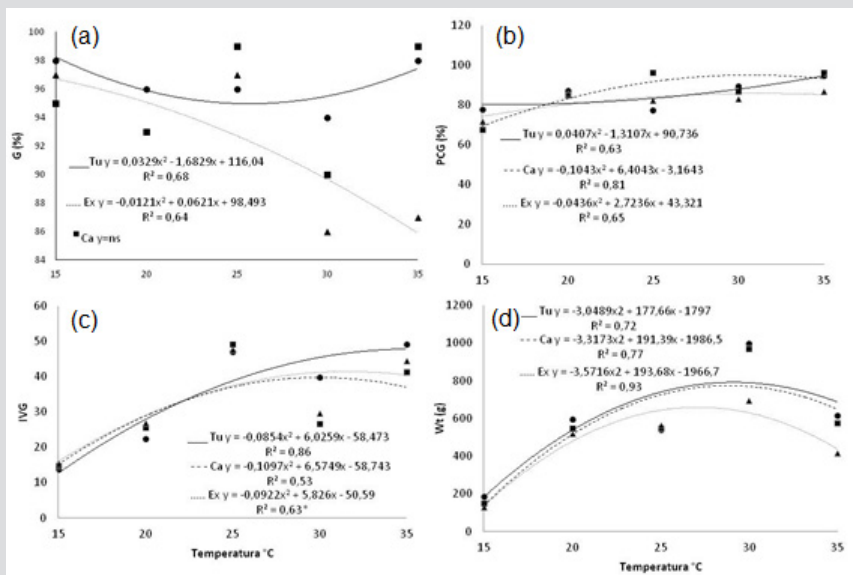 (a)
G (%)
100
98
96
94
92
90
88
86
84
Tu y = 0,0329x² - 1,6829x + 116,04
R² = 0,68
Ex y = -0,0121x² + 0,0621x + 98,493
R² = 0,64
Ca y=ns
15 20 25 30 35
(b)
PCG (%)
120
100
80
60
40
20
0
Tu y = 0,0407x² - 1,3107x + 90,736
R² = 0,63
Ca y = -0,1043x² + 6,4043x - 3,1643
R² = 0,81
Ex y = -0,0436x² + 2,7236x + 43,321
R² = 0,65
15 20 25 30 35
(c)
IVG
60
50
40
30
20
10
0
Tu y = -0,0854x² + 6,0259x - 58,473
R² = 0,86
Ca y = -0,1097x² + 6,5749x - 58,743
R² = 0,53
Ex y = -0,0922x² + 5,826x - 50,59
R² = 0,63*
15 20 25 30 35
Temperatura °C
(d)
Wt (g)
1200
1000
800
600
400
200
0
Tu y = -3,0489x2 + 177,66x - 1797
R² = 0,72
Ca y = -3,3173x2 + 191,39x - 1986,5
R² = 0,77
Ex y = -3,5716x2 + 193,68x - 1966,7
R² = 0,93
15 20 25 30 35
Temperatura °C